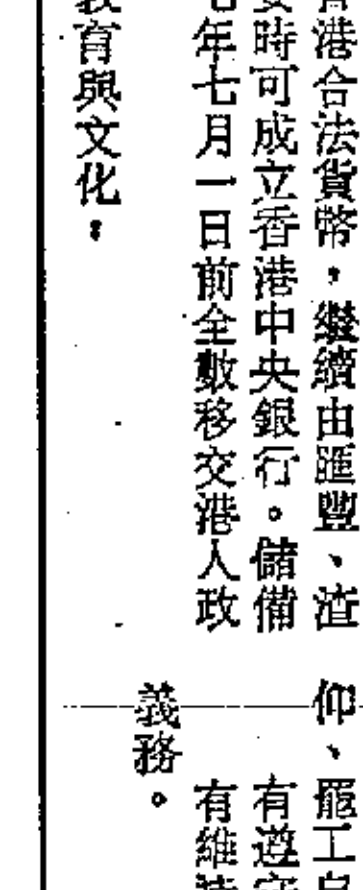 港合法貨幣，繼續由匯豐、渣
時可成立香港中央銀行。儲備
年七月一日前全數移交港人政
育與文化，
仰、罷工
有遵
有維
義務。